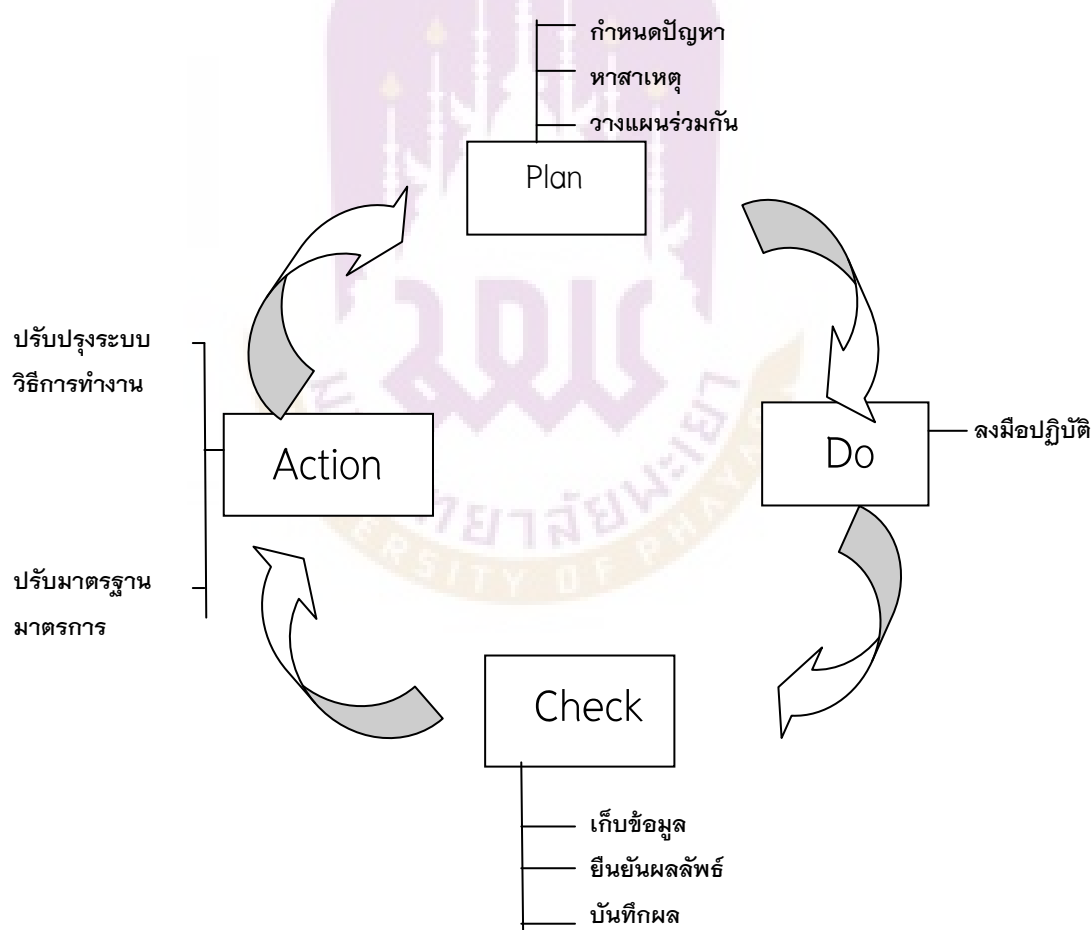 กำหนดปัญหา
หาสาเหตุ
วางแผนร่วมกัน
Plan
ปรับปรุงระบบ
วิธีการทำงาน
Action
Do
ลงมือปฏิบัติ
ปรับมาตรฐาน
มาตรการ
Check
เก็บข้อมูล
ยืนยันผลลัพธ์
บันทึกผล